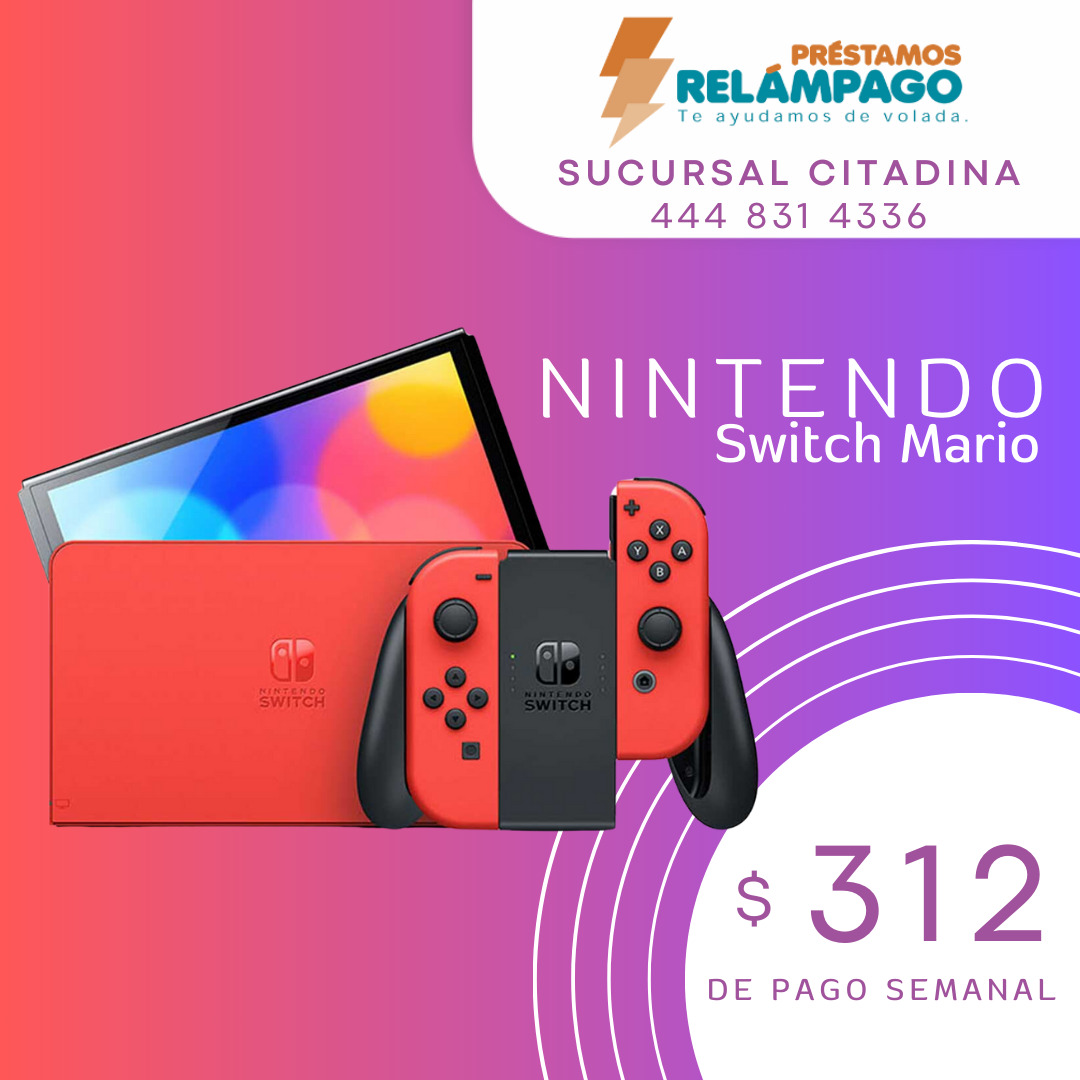 PRÉSTAMOS
RELÁMPAGO
Te ayudamos de volada.
SUCURSAL CITADINA
444 831 4336
NINTENDO
Switch Mario
X
Y A
B
NINTENDO
SWITCH
NINTENDO
SWITCH
$ 312
DE PAGO SEMANAL